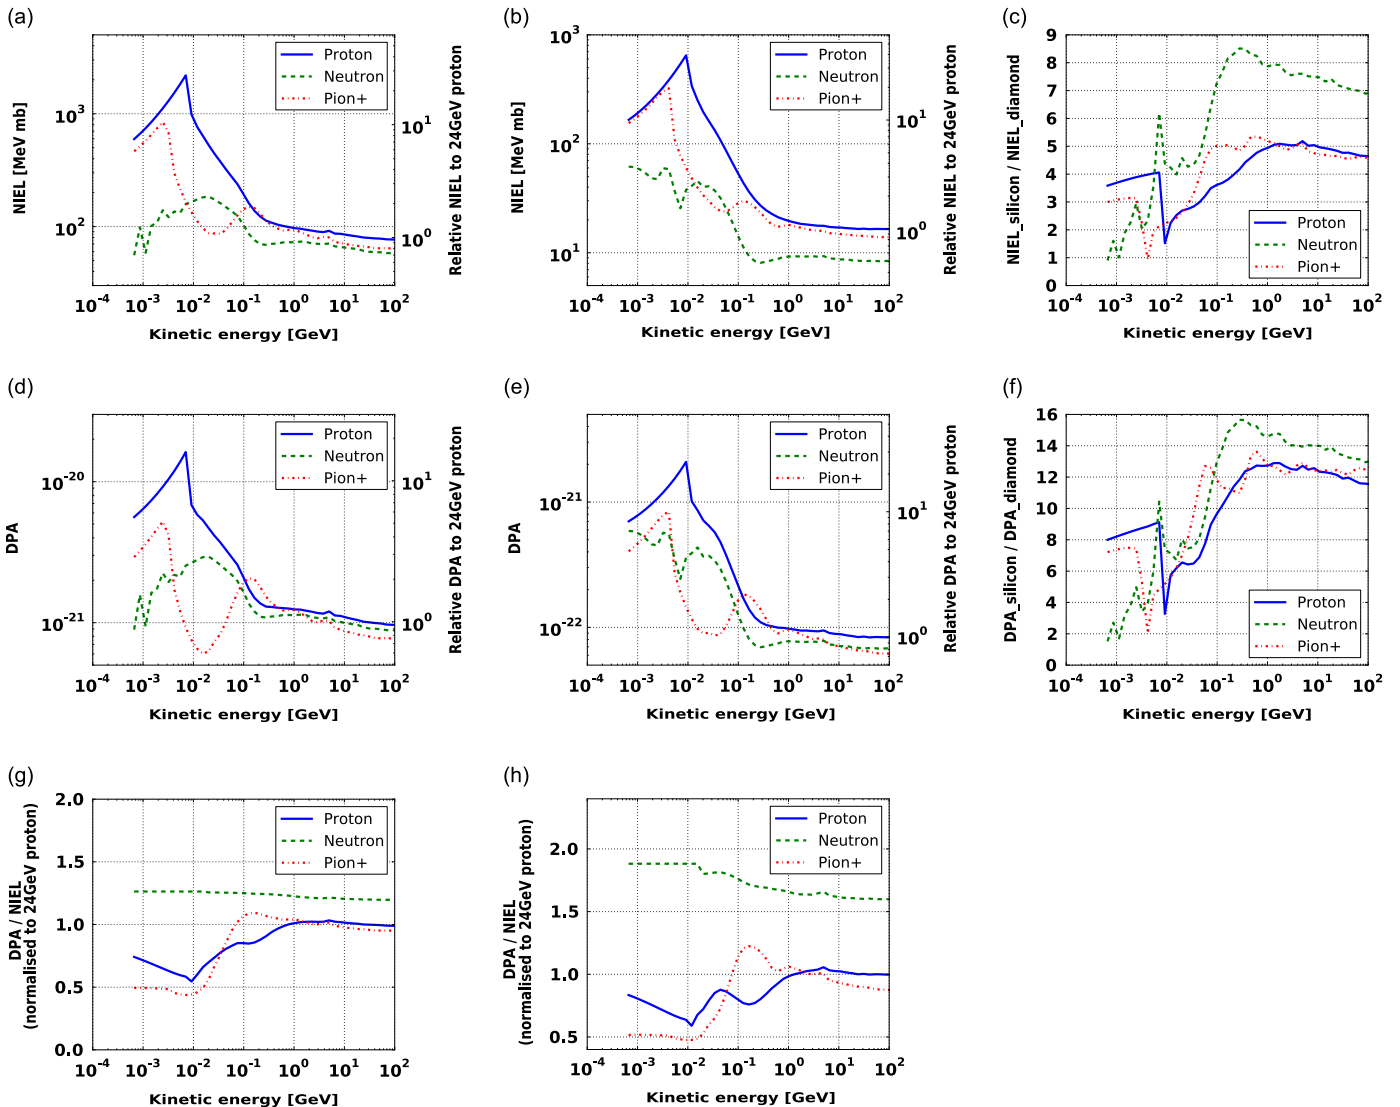 (a)
NIEL [MeV mb]
10^3
10^2
Proton
Neutron
Pion+
10^1
10^0
Relative NIEL to 24GeV proton
10^-4 10^-3 10^-2 10^-1 10^0 10^1 10^2
Kinetic energy [GeV]
(b)
NIEL [MeV mb]
10^3
10^2
10^1
Proton
Neutron
Pion+
10^1
10^0
Relative NIEL to 24GeV proton
10^-4 10^-3 10^-2 10^-1 10^0 10^1 10^2
Kinetic energy [GeV]
(c)
NIEL_silicon / NIEL_diamond
9
8
7
6
5
4
3
2
1
0
Proton
Neutron
Pion+
10^-4 10^-3 10^-2 10^-1 10^0 10^1 10^2
Kinetic energy [GeV]
(d)
DPA
10^-20
10^-21
Proton
Neutron
Pion+
10^1
10^0
Relative DPA to 24GeV proton
10^-4 10^-3 10^-2 10^-1 10^0 10^1 10^2
Kinetic energy [GeV]
(e)
DPA
10^-21
10^-22
Proton
Neutron
Pion+
10^1
10^0
Relative DPA to 24GeV proton
10^-4 10^-3 10^-2 10^-1 10^0 10^1 10^2
Kinetic energy [GeV]
(f)
DPA_silicon / DPA_diamond
16
14
12
10
8
6
4
2
0
Proton
Neutron
Pion+
10^-4 10^-3 10^-2 10^-1 10^0 10^1 10^2
Kinetic energy [GeV]
(g)
DPA / NIEL
(normalised to 24GeV proton)
2.0
1.5
1.0
0.5
0.0
Proton
Neutron
Pion+
10^-4 10^-3 10^-2 10^-1 10^0 10^1 10^2
Kinetic energy [GeV]
(h)
DPA / NIEL
(normalised to 24GeV proton)
2.0
1.5
1.0
0.5
Proton
Neutron
Pion+
10^-4 10^-3 10^-2 10^-1 10^0 10^1 10^2
Kinetic energy [GeV]